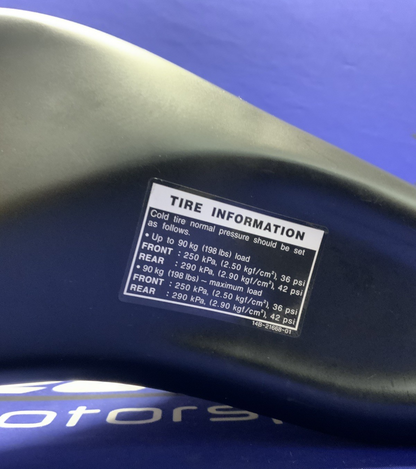 TIRE INFORMATION
Cold tire normal pressure should be set
as follows.
• Up to 90 kg (198 lbs) load
FRONT : 250 kPa, (2.50 kgf/cm²), 36 psi
REAR : 290 kPa, (2.90 kgf/cm²), 42 psi
• 90 kg (198 lbs) – maximum load
FRONT : 250 kPa, (2.50 kgf/cm²), 36 psi
REAR : 290 kPa, (2.90 kgf/cm²), 42 psi
14B-21668-01